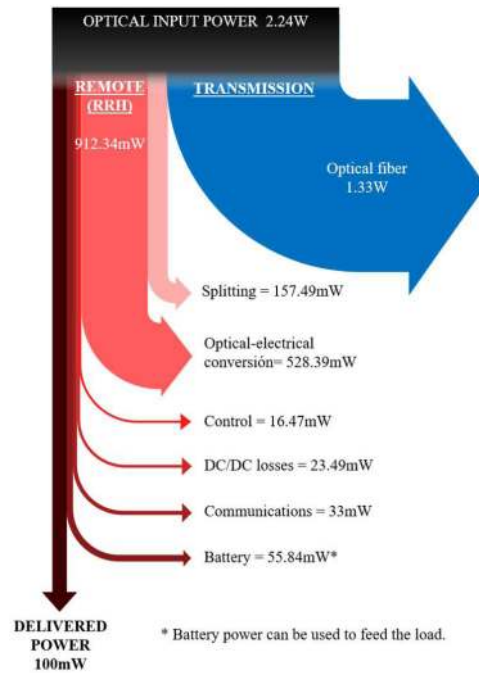 OPTICAL INPUT POWER 2.24W
REMOTE
(RRH)
912.34mW
TRANSMISSION
Optical fiber
1.33W
Splitting = 157.49mW
Optical-electrical
conversión= 528.39mW
Control = 16.47mW
DC/DC losses = 23.49mW
Communications = 33mW
Battery = 55.84mW*
DELIVERED
POWER
100mW
* Battery power can be used to feed the load.